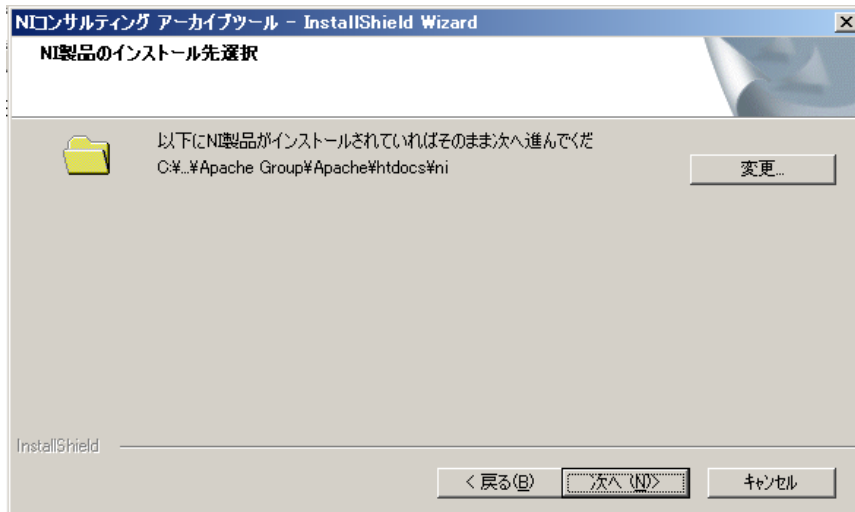 NIコンサルティング アーカイブツール - InstallShield Wizard
NI製品のインストール先選択
以下にNI製品がインストールされていればそのまま次へ進んでくだ
C:¥...¥Apache Group¥Apache¥htdocs¥ni
変更...
InstallShield
< 戻る(B)
次へ (N)>
キャンセル